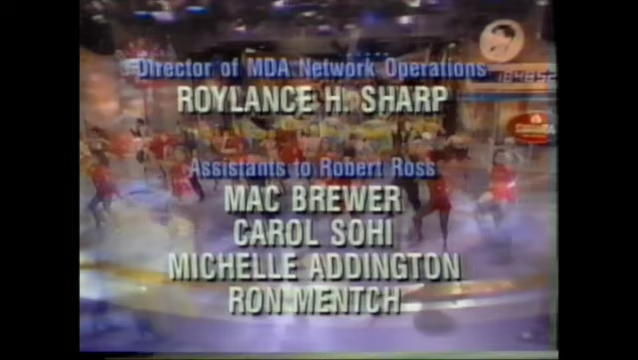 Director of MDA Network Operations
ROYLANCE H. SHARP
Assistants to Robert Ross
MAC BREWER
CAROL SOHI
MICHELLE ADDINGTON
RON MENTCH